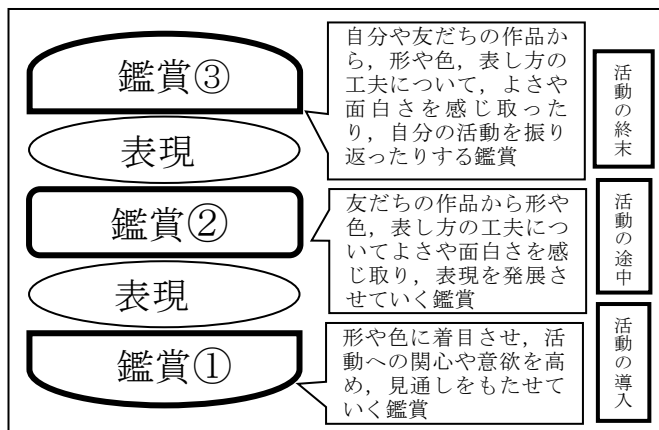 鑑賞③
自分や友だちの作品か
ら，形や色，表し方の
工夫について，よさや
面白さを感じ取った
り，自分の活動を振り
返ったりする鑑賞
活動の終末
表現
鑑賞②
友だちの作品から形や
色，表し方の工夫につ
いてよさや面白さを感
じ取り，表現を発展さ
せていく鑑賞
活動の途中
表現
鑑賞①
形や色に着目させ，活
動への関心や意欲を高
め，見通しをもたせて
いく鑑賞
活動の導入